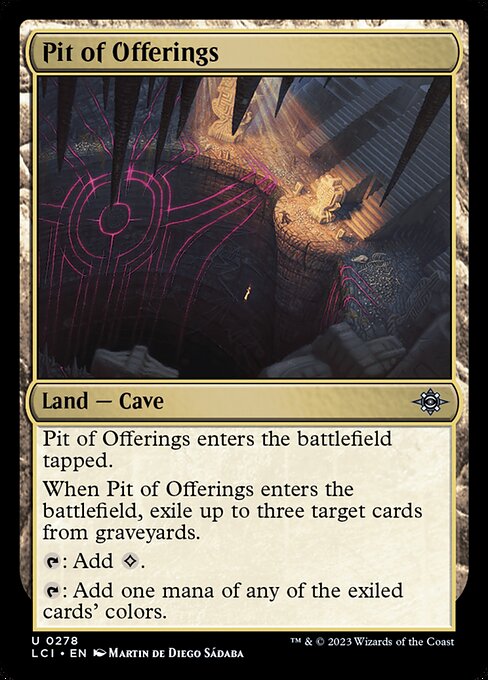 Pit of Offerings
Land — Cave
Pit of Offerings enters the battlefield
tapped.
When Pit of Offerings enters the
battlefield, exile up to three target cards
from graveyards.
: Add .
: Add one mana of any of the exiled
cards' colors.
U 0278
LCI • EN Martin de Diego Sádaba
™ & © 2023 Wizards of the Coast